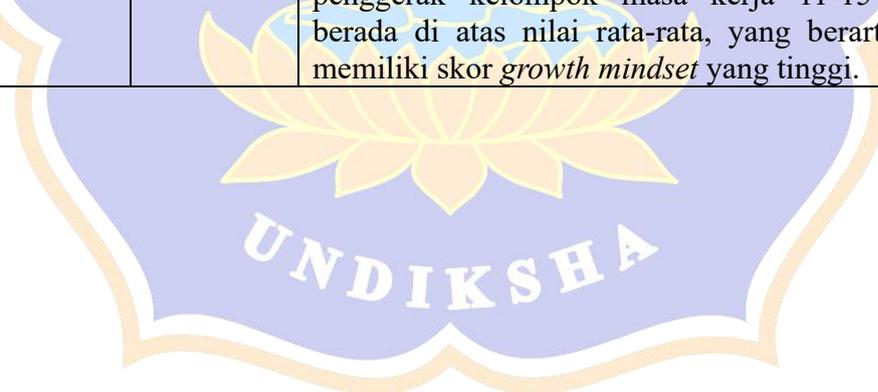 penggerak kelompok masa kerja 11-15
berada di atas nilai rata-rata, yang berart
memiliki skor growth mindset yang tinggi.
UNDIKSHA